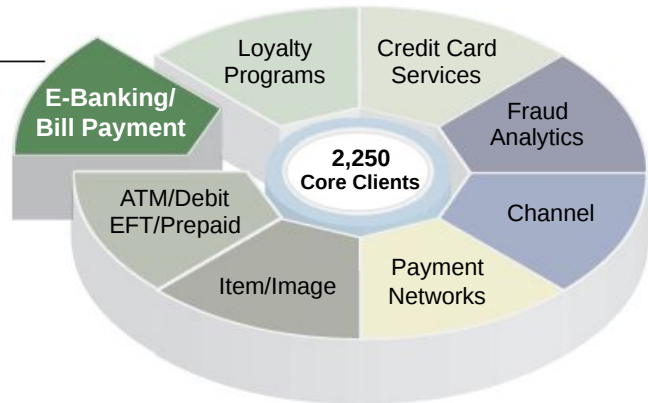 Loyalty
Programs
Credit Card
Services
E-Banking/
Bill Payment
Fraud
Analytics
2,250
Core Clients
ATM/Debit
EFT/Prepaid
Channel
Item/Image
Payment
Networks